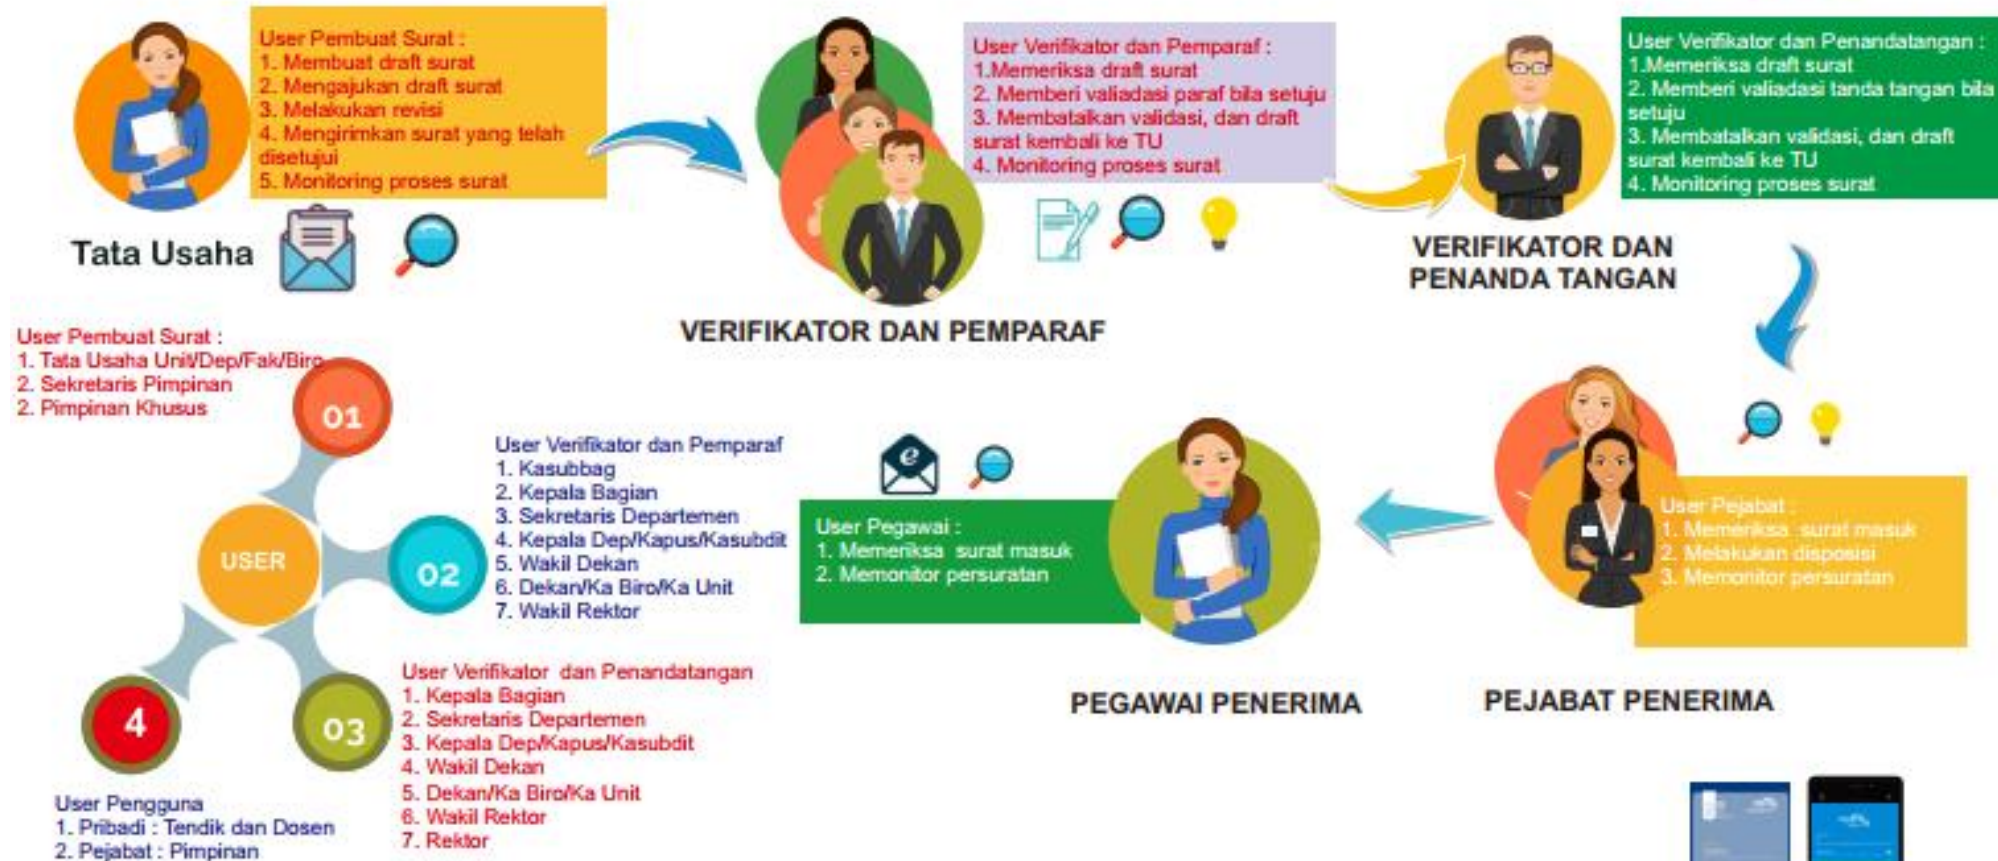 User Pembuat Surat :
1. Membuat draft surat
2. Mengajukan draft surat
3. Melakukan revisi
4. Mengirimkan surat yang telah
disetujui
5. Monitoring proses surat
Tata Usaha
User Verifikator dan Pemparaf :
1.Memeriksa draft surat
2. Memberi valiadasi paraf bila setuju
3. Membatalkan validasi, dan draft
surat kembali ke TU
4. Monitoring proses surat
VERIFIKATOR DAN PEMPARAF
User Verifikator dan Penandatangan :
1.Memeriksa draft surat
2. Memberi valiadasi tanda tangan bila
setuju
3. Membatalkan validasi, dan draft
surat kembali ke TU
4. Monitoring proses surat
VERIFIKATOR DAN
PENANDA TANGAN
User Pejabat :
1. Memeriksa surat masuk
2. Melakukan disposisi
3. Memonitor persuratan
PEJABAT PENERIMA
e
User Pegawai :
1. Memeriksa surat masuk
2. Memonitor persuratan
PEGAWAI PENERIMA
User Pembuat Surat :
1. Tata Usaha Unit/Dep/Fak/Biro
2. Sekretaris Pimpinan
2. Pimpinan Khusus
01
USER
02
User Verifikator dan Pemparaf
1. Kasubbag
2. Kepala Bagian
3. Sekretaris Departemen
4. Kepala Dep/Kapus/Kasubdit
5. Wakil Dekan
6. Dekan/Ka Biro/Ka Unit
7. Wakil Rektor
03
User Verifikator dan Penandatangan
1. Kepala Bagian
2. Sekretaris Departemen
3. Kepala Dep/Kapus/Kasubdit
4. Wakil Dekan
5. Dekan/Ka Biro/Ka Unit
6. Wakil Rektor
7. Rektor
4
User Pengguna
1. Pribadi : Tendik dan Dosen
2. Pejabat : Pimpinan